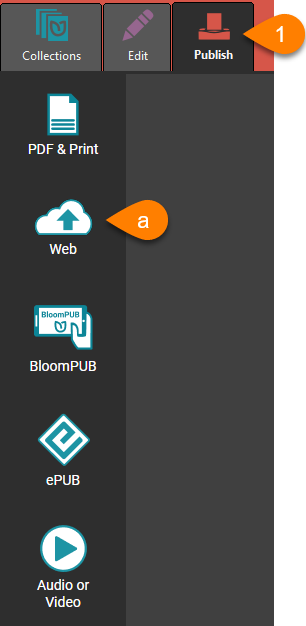 Collections
Edit
Publish
1
PDF & Print
a
Web
BloomPUB
BloomPUB
ePUB
Audio or
Video